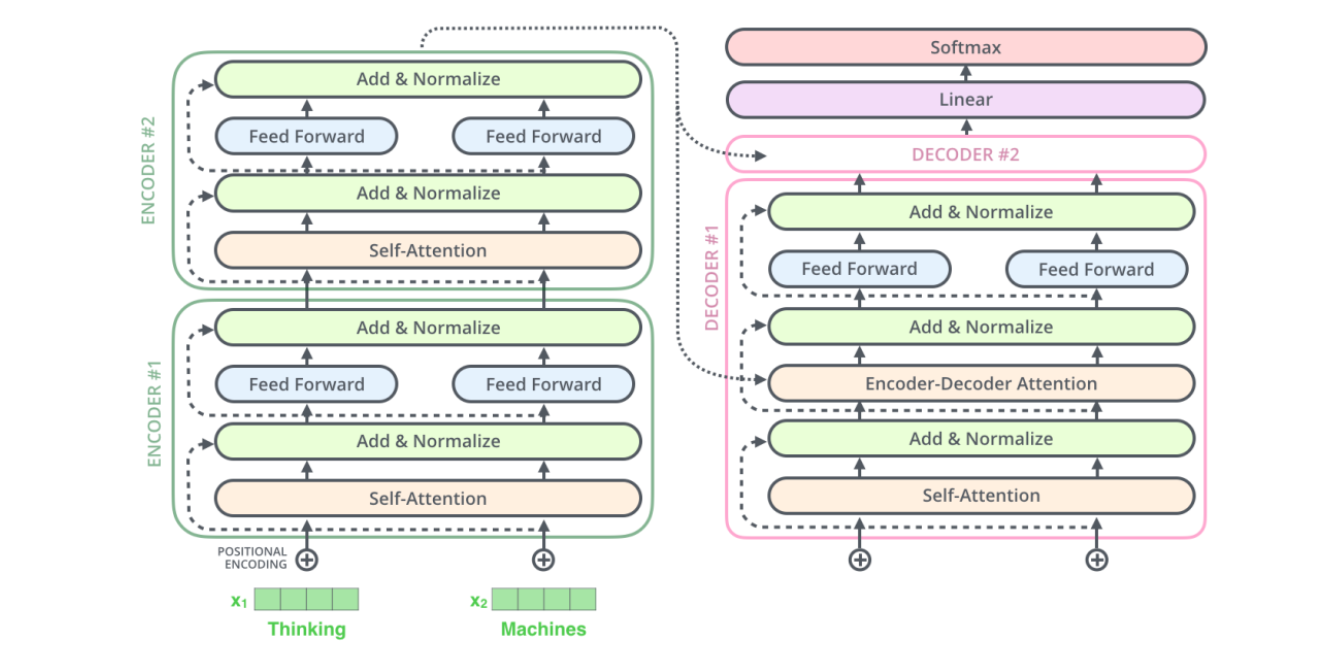 ENCODER #2
Add & Normalize
Feed Forward
Feed Forward
Add & Normalize
Self-Attention
ENCODER #1
Add & Normalize
Feed Forward
Feed Forward
Add & Normalize
Self-Attention
POSITIONAL
ENCODING
x1
x2
Thinking
Machines
Softmax
Linear
DECODER #2
DECODER #1
Add & Normalize
Feed Forward
Feed Forward
Add & Normalize
Encoder-Decoder Attention
Add & Normalize
Self-Attention